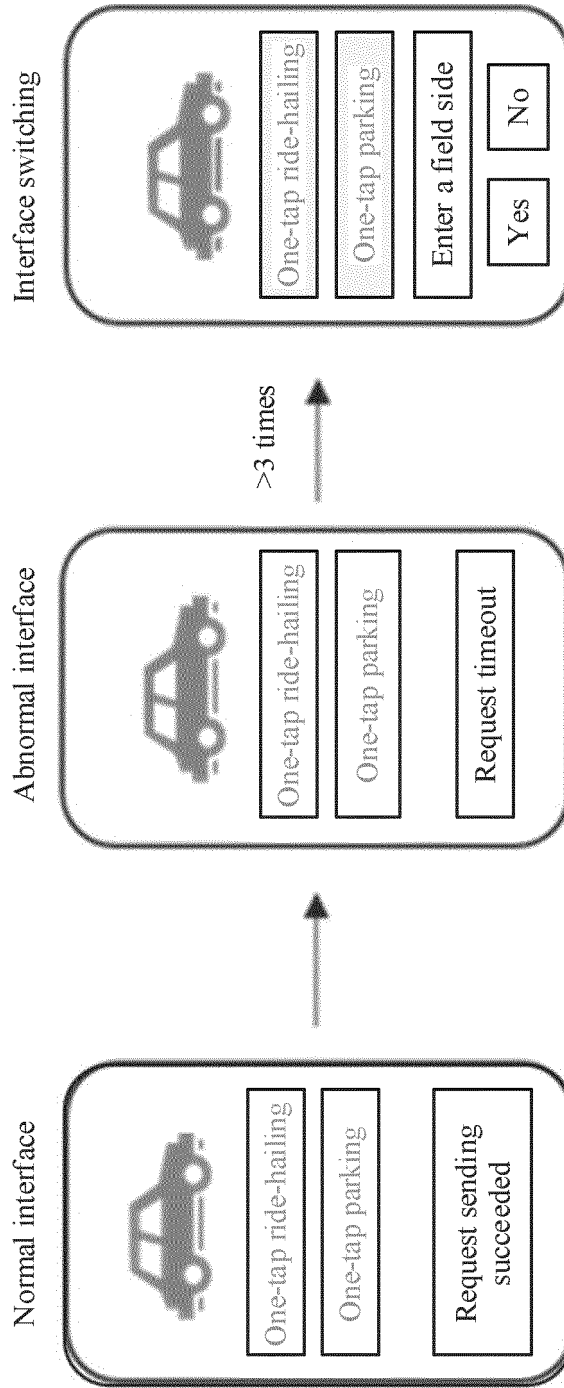 Normal interface
One-tap ride-hailing
One-tap parking
Request sending
succeeded
Abnormal interface
One-tap ride-hailing
One-tap parking
Request timeout
>3 times
Interface switching
One-tap ride-hailing
One-tap parking
Enter a field side
Yes
No